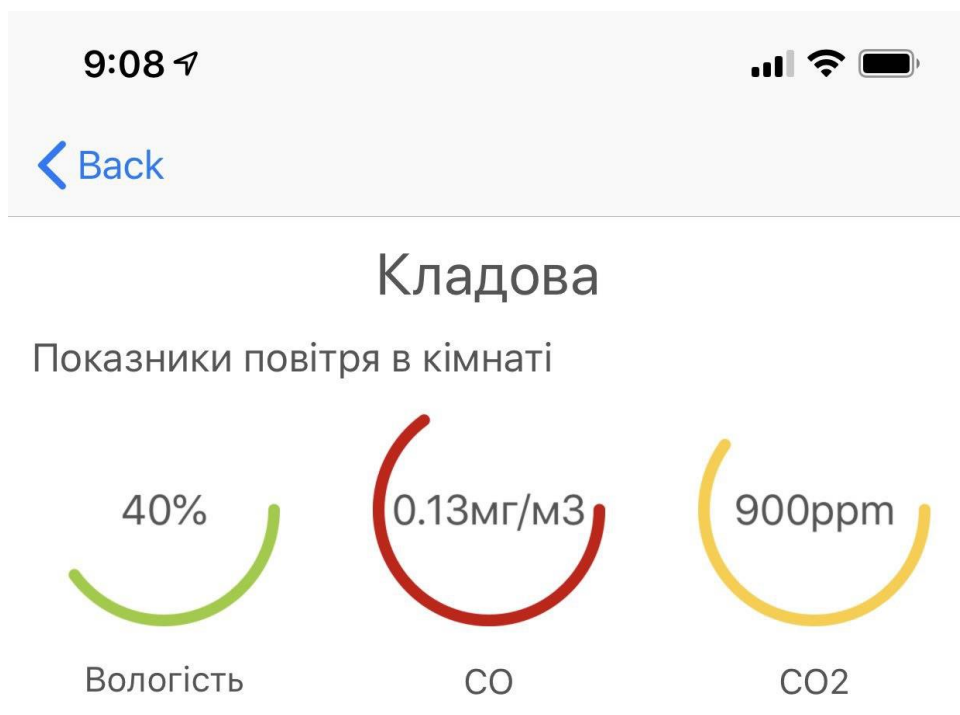 9:08
Back
Кладова
Показники повітря в кімнаті
40% 0.13мг/м3 900ppm
Вологість CO CO2